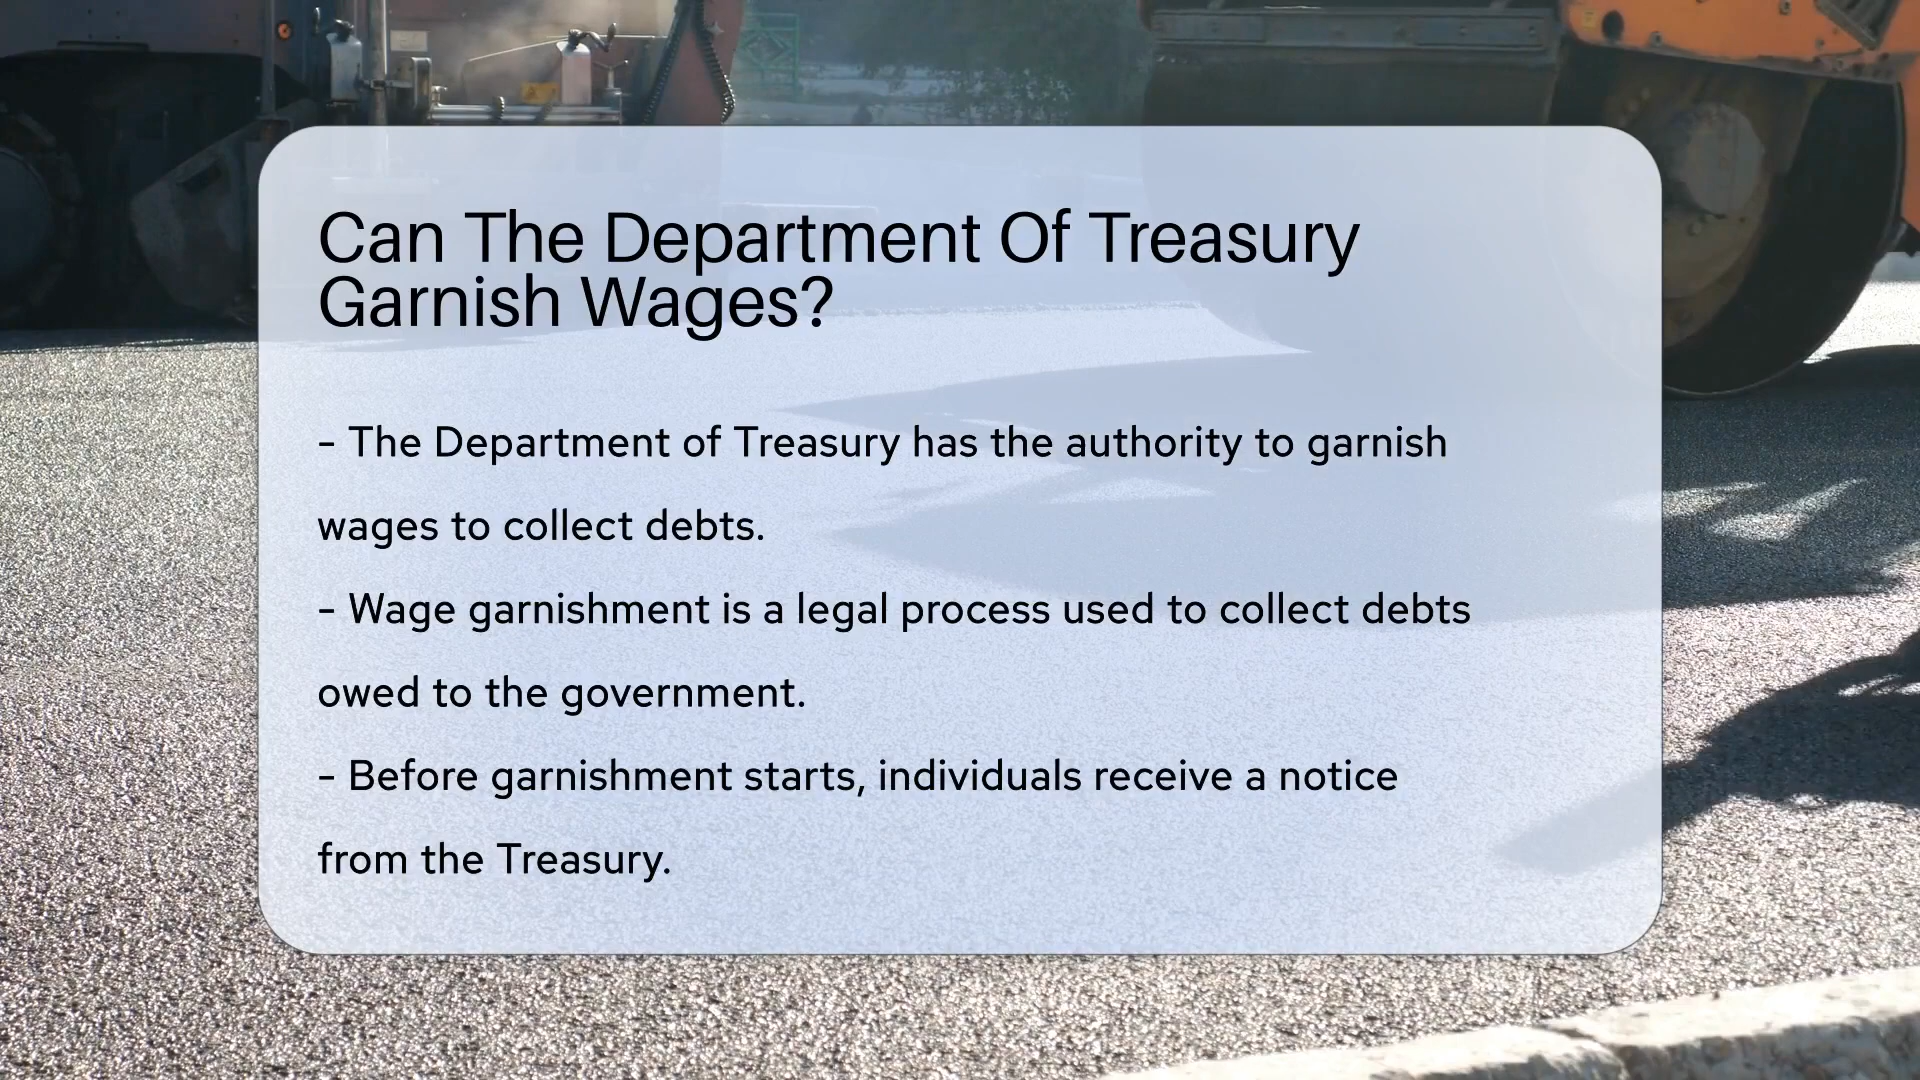 Can The Department Of Treasury
Garnish Wages?
- The Department of Treasury has the authority to garnish
wages to collect debts.
- Wage garnishment is a legal process used to collect debts
owed to the government.
- Before garnishment starts, individuals receive a notice
from the Treasury.